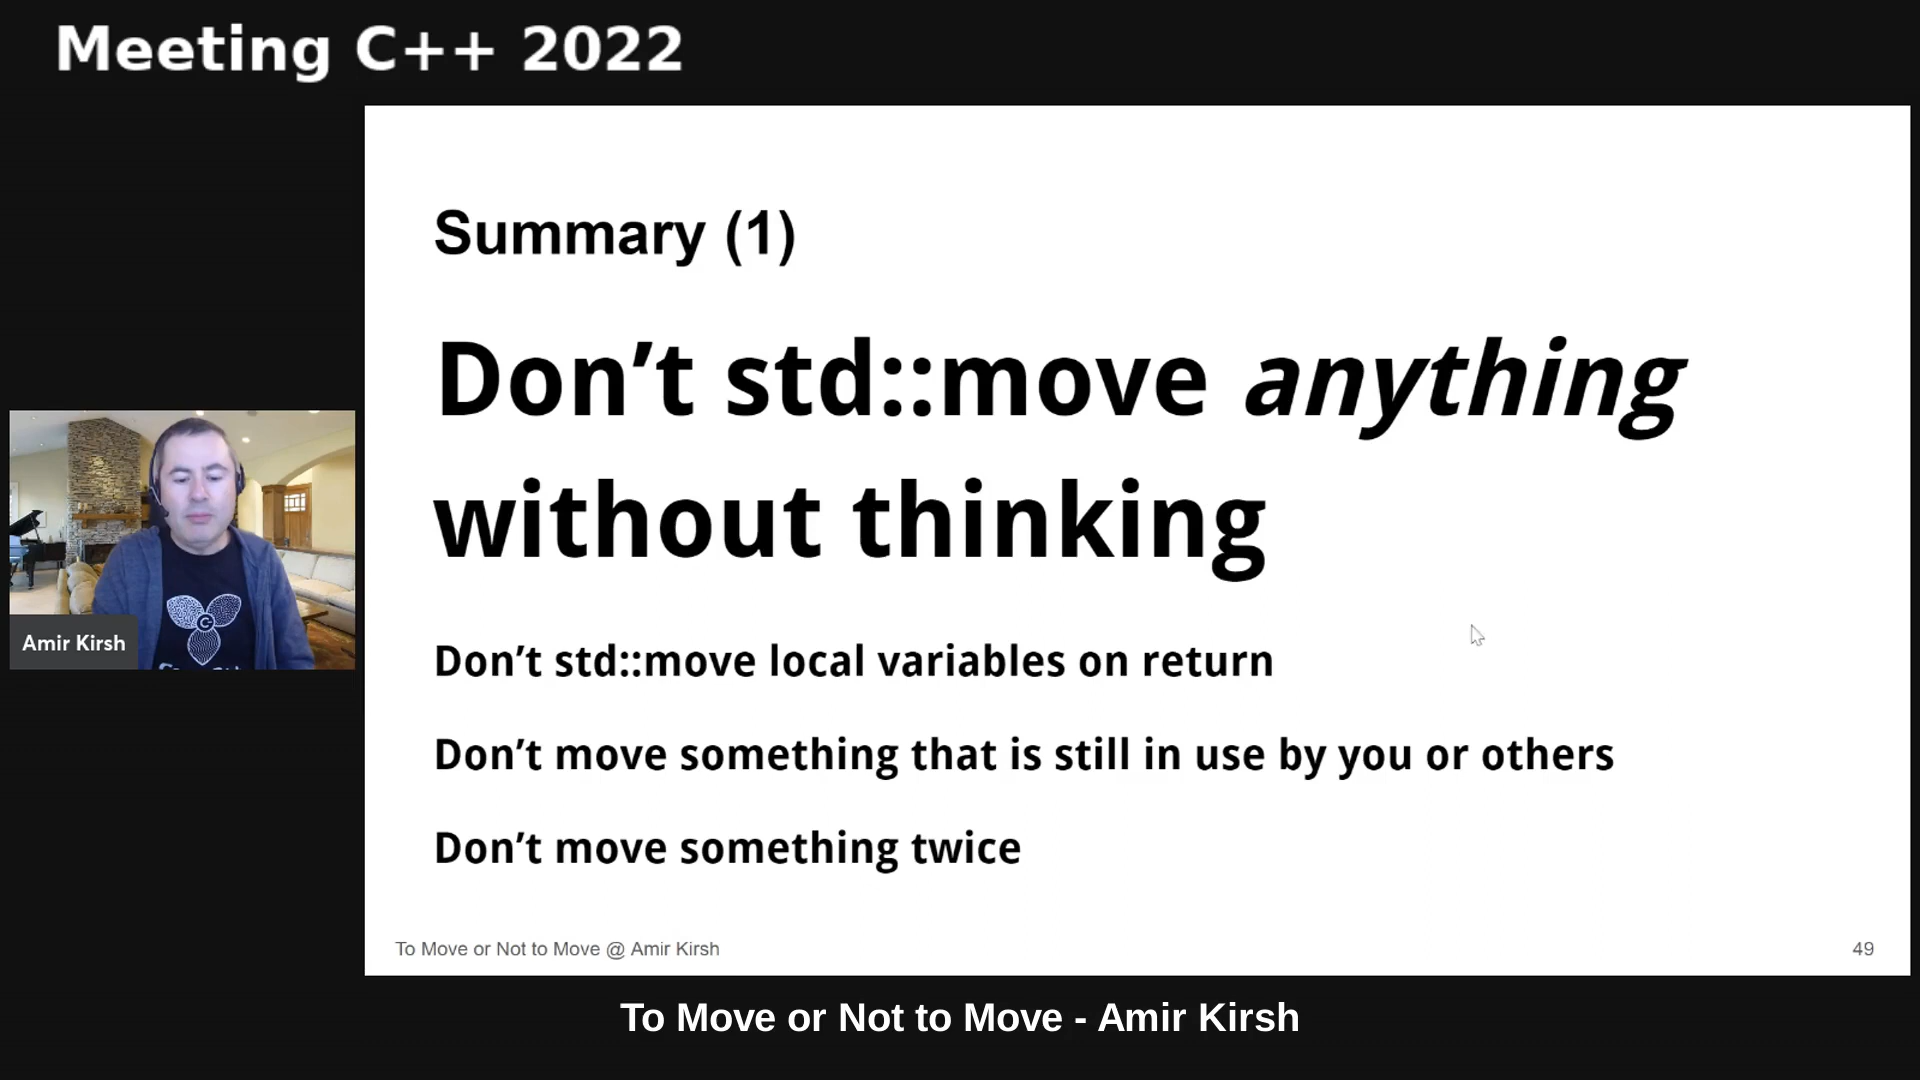 Meeting C++ 2022
Summary (1)
Don’t std::move anything
without thinking
Don’t std::move local variables on return
Don’t move something that is still in use by you or others
Don’t move something twice
Amir Kirsh
To Move or Not to Move @ Amir Kirsh
49
To Move or Not to Move - Amir Kirsh